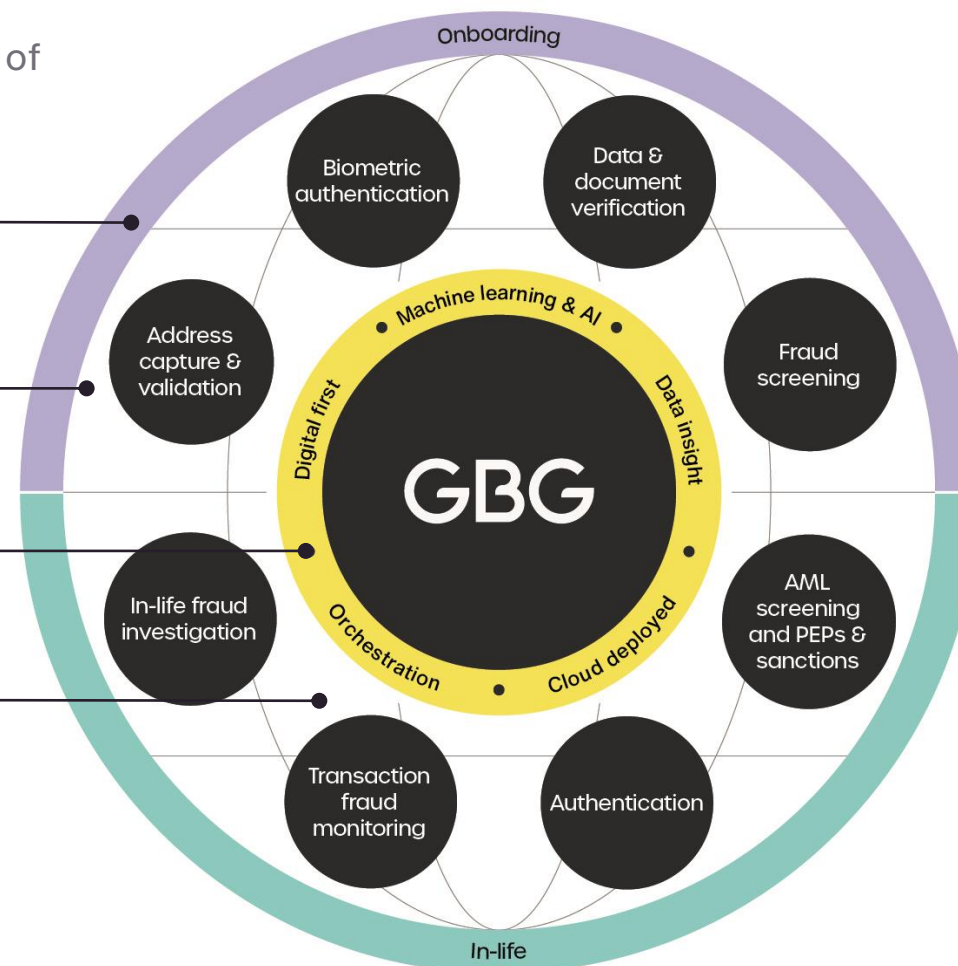 of
Onboarding
Biometric
authentication
Data &
document
verification
Address
capture &
validation
Fraud
screening
Machine learning & AI
Digital first
Data insight
GBG
Orchestration
Cloud deployed
In-life fraud
investigation
AML
screening
and PEPs &
sanctions
Transaction
fraud
monitoring
Authentication
In-life